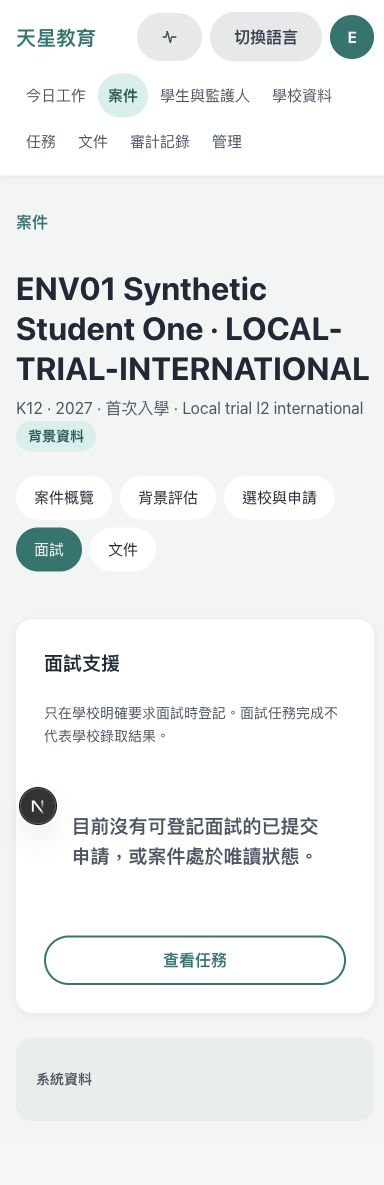 天星教育
切換語言
E
今日工作 案件 學生與監護人 學校資料
任務 文件 審計記錄 管理
案件
ENV01 Synthetic
Student One · LOCAL-
TRIAL-INTERNATIONAL
K12 · 2027 · 首次入學 · Local trial l2 international
背景資料
案件概覽 背景評估 選校與申請
面試 文件
面試支援
只在學校明確要求面試時登記。面試任務完成不
代表學校錄取結果。
N
目前沒有可登記面試的已提交
申請，或案件處於唯讀狀態。
查看任務
系統資料